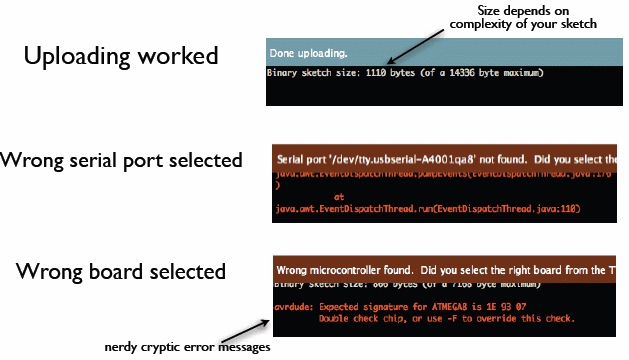 Size depends on
complexity of your sketch
Uploading worked
Done uploading.
Binary sketch size: 1110 bytes (of a 14336 byte maximum)
Wrong serial port selected
Serial port '/dev/tty.usbserial-A4001qa8' not found. Did you select the
java.awt.EventDispatchThread.pumpEvents(EventDispatchThread.java:176
)
at
java.awt.EventDispatchThread.run(EventDispatchThread.java:110)
Wrong board selected
Wrong microcontroller found. Did you select the right board from the T
Binary sketch size: 806 bytes (of a 7168 byte maximum)
avrdude: Expected signature for ATMEGA8 is 1E 93 07
Double check chip, or use -F to override this check.
nerdy cryptic error messages